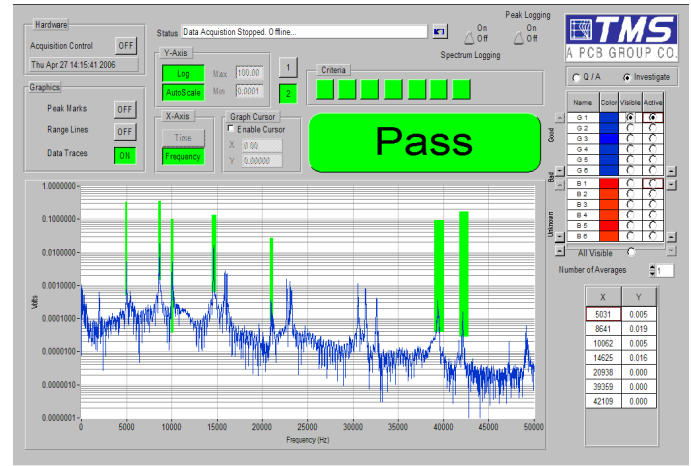 Hardware
Acquisition Control OFF
Thu Apr 27 14:15:41 2006
Status Data Acquistion Stopped. Offline...
Peak Logging
On
Off
On
Off
Spectrum Logging
TMS
A PCB GROUP CO.
Graphics
Peak Marks OFF
Range Lines OFF
Data Traces ON
Y-Axis
Log Max 100.00
AutoScale Min 0.0001
1
2
Criteria
X-Axis
Time
Frequency
Graph Cursor
Enable Cursor
X 0.00
Y 0.00000
Pass
Q / A Investigate
Name Color Visible Active
Good
G 1
G 2
G 3
G 4
G 5
G 6
Bad
B 1
B 2
B 3
B 4
B 5
B 6
Unknown
All Visible
Number of Averages 1
X Y
5031 0.005
8641 0.019
10062 0.005
14625 0.016
20938 0.000
39359 0.000
42109 0.000
Volts
1.0000000
0.1000000
0.0100000
0.0010000
0.0001000
0.0000100
0.0000010
0.0000001
0 5000 10000 15000 20000 25000 30000 35000 40000 45000 50000
Frequency (Hz)